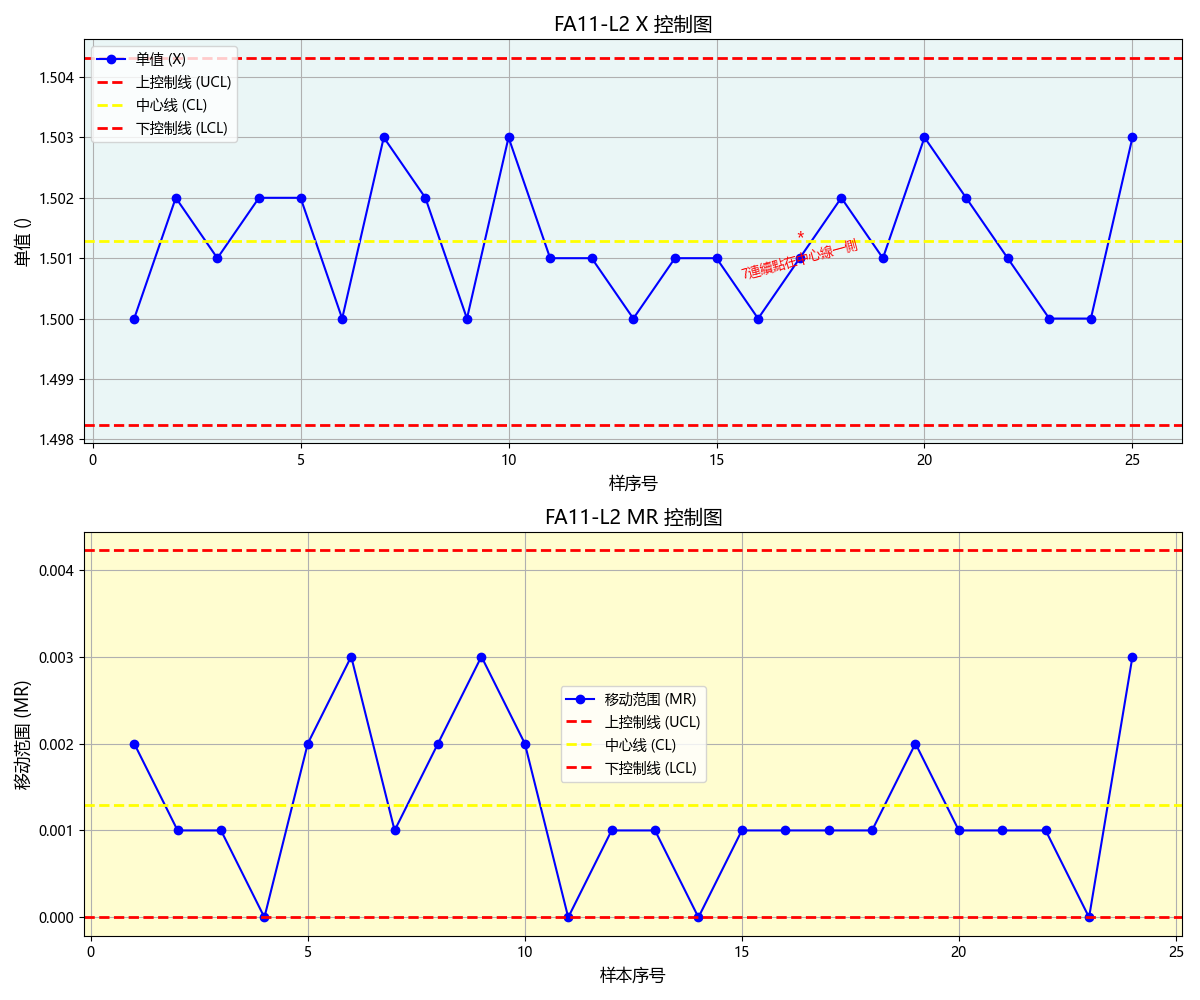 FA11-L2 X 控制图
单值 (X)
上控制线 (UCL)
中心线 (CL)
下控制线 (LCL)
单值 ()
1.504
1.503
1.502
1.501
1.500
1.499
1.498
*
7連續點在中心線一側
0 5 10 15 20 25
样序号
FA11-L2 MR 控制图
移动范围 (MR)
0.004
0.003
0.002
0.001
0.000
移动范围 (MR)
上控制线 (UCL)
中心线 (CL)
下控制线 (LCL)
0 5 10 15 20 25
样本序号